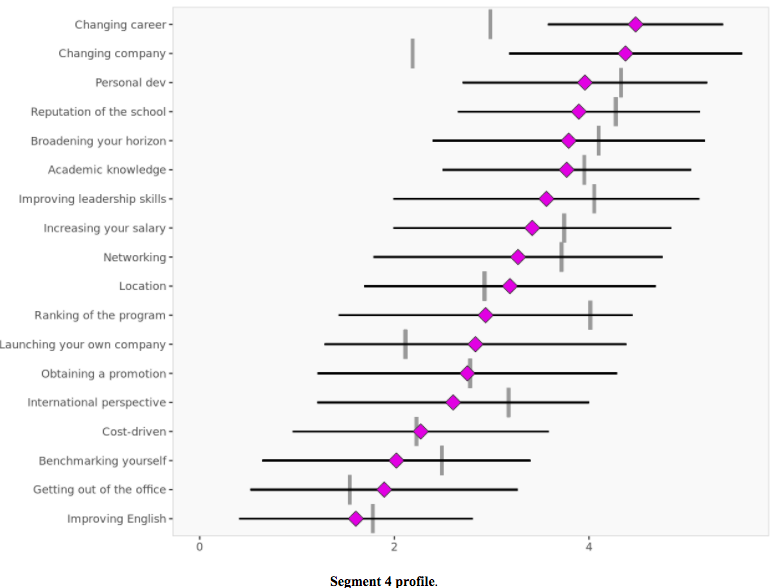 Changing career
Changing company
Personal dev
Reputation of the school
Broadening your horizon
Academic knowledge
Improving leadership skills
Increasing your salary
Networking
Location
Ranking of the program
Launching your own company
Obtaining a promotion
International perspective
Cost-driven
Benchmarking yourself
Getting out of the office
Improving English
0 2 4
Segment 4 profile.